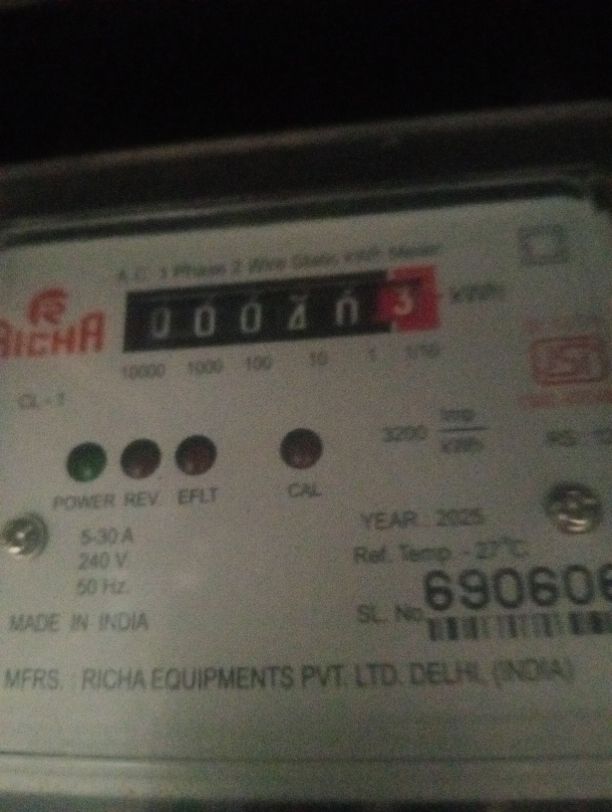 A.C. 1 Phase 2 Wire Static kWh Meter
RICHA
0 0 0 4 0 3 kWh
10000 1000 100 10 1 1/10
CL - 1
3200 Imp/kWh
POWER REV. EFLT CAL
5-30 A
240 V.
50 Hz.
YEAR : 2025
Ref. Temp. - 27°C
SL. No. 690606
MADE IN INDIA
MFRS. : RICHA EQUIPMENTS PVT. LTD. DELHI, (INDIA)